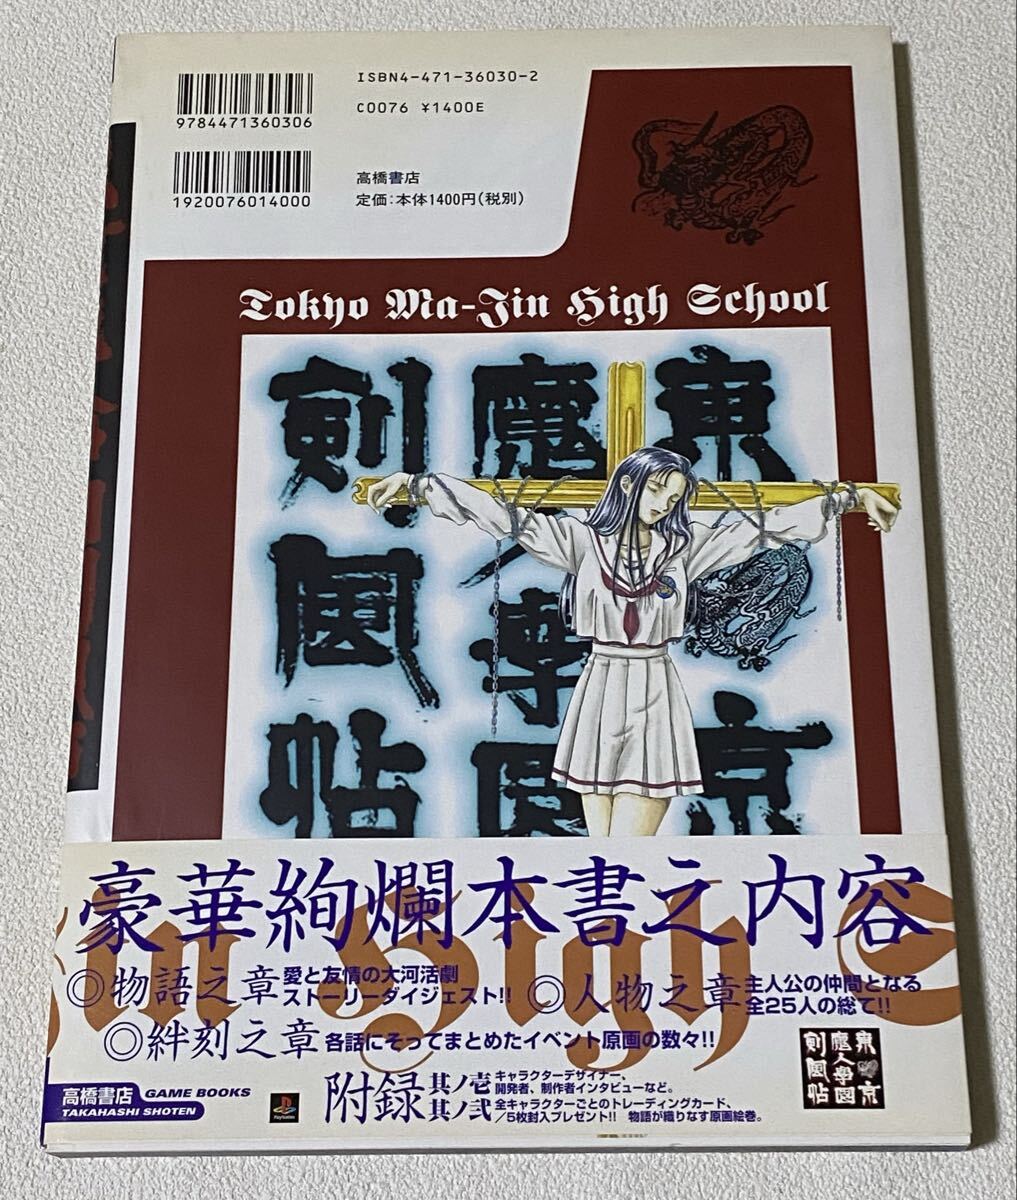 ISBN4-471-36030-2
C0076 ¥1400E
9784471360306
1920076014000
高橋書店
定価:本体1400円(税別)
Tokyo Ma-Jin High School
東京
魔人學園
剣風帖
豪華絢爛本書之内容
◎物語之章 愛と友情の大河活劇
ストーリーダイジェスト!!
◎人物之章 主人公の仲間となる
全25人の総て!!
◎絆刻之章 各話にそってまとめたイベント原画の数々!!
附録
其ノ壱 キャラクターデザイナー、
開発者、制作者インタビューなど。
其ノ弐 全キャラクターごとのトレーディングカード、
/5枚封入プレゼント!! 物語が織りなす原画絵巻。
高橋書店 GAME BOOKS
TAKAHASHI SHOTEN
PlayStation
東京
魔人學園
剣風帖
High